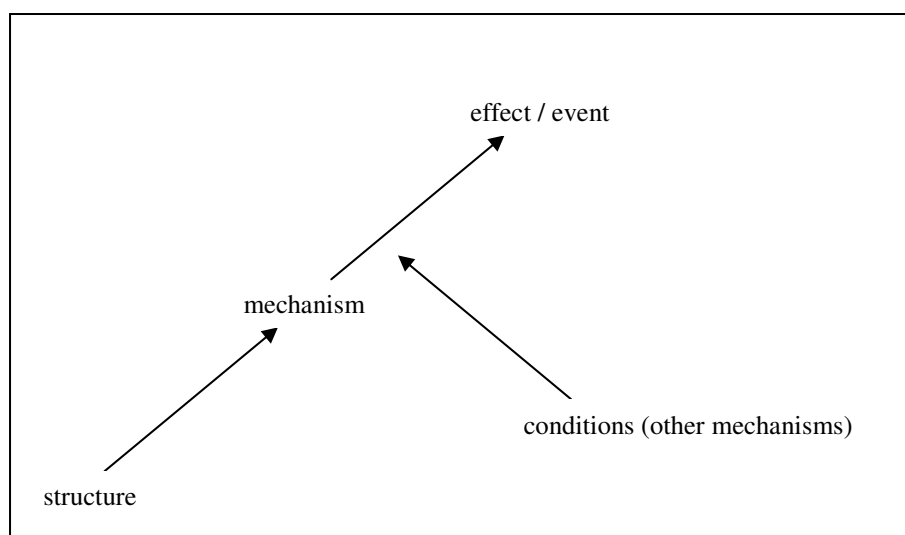 effect / event
mechanism
conditions (other mechanisms)
structure